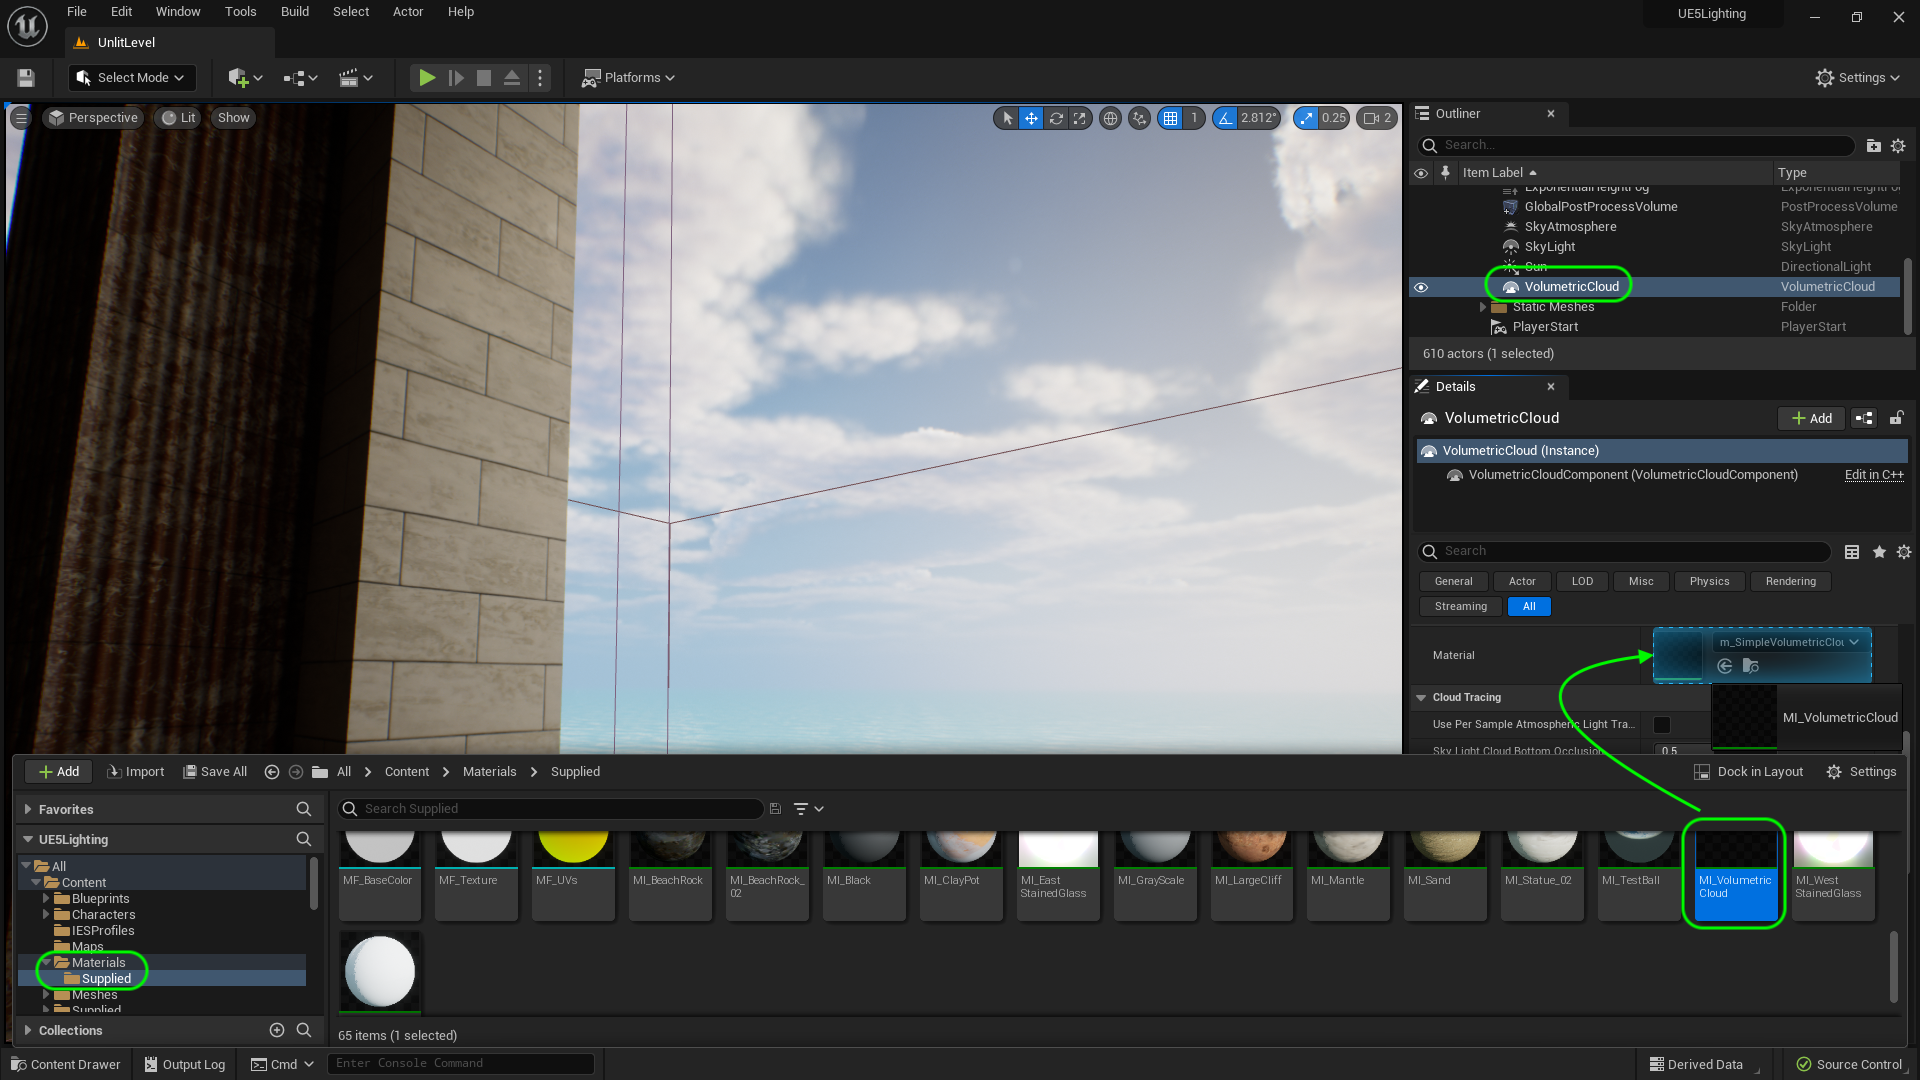 File Edit Window Tools Build Select Actor Help
UE5Lighting
UnlitLevel
Select Mode
Platforms
Settings
Perspective
Lit
Show
1
2.812°
0.25
2
Outliner
Search...
Item Label
Type
ExponentialHeightFog
GlobalPostProcessVolume PostProcessVolume
SkyAtmosphere SkyAtmosphere
SkyLight SkyLight
Sun DirectionalLight
VolumetricCloud VolumetricCloud
Static Meshes Folder
PlayerStart PlayerStart
610 actors (1 selected)
Details
VolumetricCloud
Add
VolumetricCloud (Instance)
VolumetricCloudComponent (VolumetricCloudComponent)
Edit in C++
Search
General Actor LOD Misc Physics Rendering
Streaming All
Material
m_SimpleVolumetricClou
Cloud Tracing
Use Per Sample Atmospheric Light Tra...
MI_VolumetricCloud
Sky Light Cloud Bottom Occlusion
0.5
Add
Import
Save All
All > Content > Materials > Supplied
Dock in Layout
Settings
Favorites
UE5Lighting
All
Content
Blueprints
Characters
IESProfiles
Maps
Materials
Supplied
Meshes
Supplied
Collections
Search Supplied
MF_BaseColor
MF_Texture
MF_UVs
MI_BeachRock
MI_BeachRock_
02
MI_Black
MI_ClayPot
MI_East
StainedGlass
MI_GrayScale
MI_LargeCliff
MI_Mantle
MI_Sand
MI_Statue_02
MI_TestBall
MI_Volumetric
Cloud
MI_West
StainedGlass
65 items (1 selected)
Content Drawer
Output Log
Cmd
Enter Console Command
Derived Data
Source Control